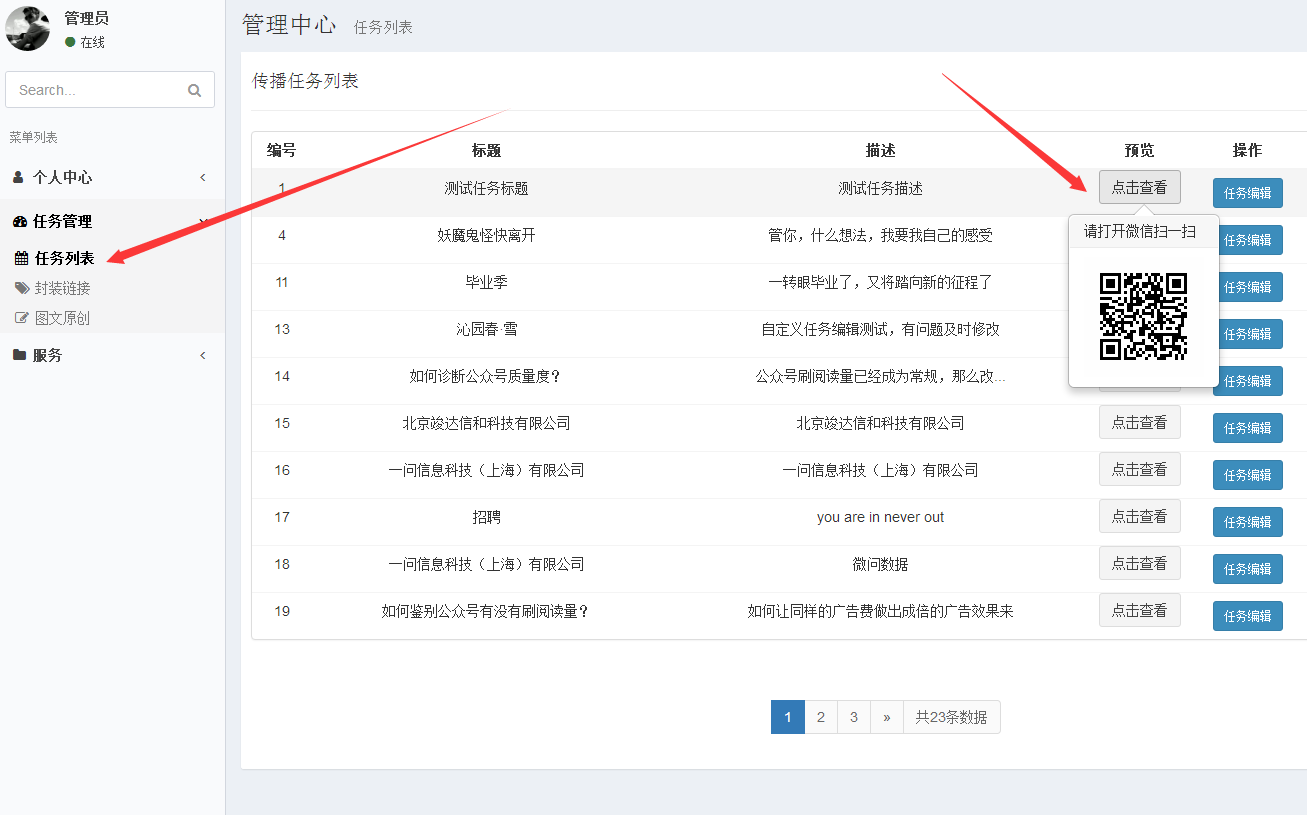 管理员
在线
Search...
菜单列表
个人中心
任务管理
任务列表
封装链接
图文原创
服务
管理中心 任务列表
传播任务列表
编号 标题 描述 预览 操作
1 测试任务标题 测试任务描述 点击查看 任务编辑
请打开微信扫一扫
4 妖魔鬼怪快离开 管你，什么想法，我要我自己的感受 任务编辑
11 毕业季 一转眼毕业了，又将踏向新的征程了 任务编辑
13 沁园春·雪 自定义任务编辑测试，有问题及时修改 任务编辑
14 如何诊断公众号质量度？ 公众号刷阅读量已经成为常规，那么改... 任务编辑
15 北京竣达信和科技有限公司 北京竣达信和科技有限公司 点击查看 任务编辑
16 一问信息科技（上海）有限公司 一问信息科技（上海）有限公司 点击查看 任务编辑
17 招聘 you are in never out 点击查看 任务编辑
18 一问信息科技（上海）有限公司 微问数据 点击查看 任务编辑
19 如何鉴别公众号有没有刷阅读量？ 如何让同样的广告费做出成倍的广告效果来 点击查看 任务编辑
1 2 3 » 共23条数据